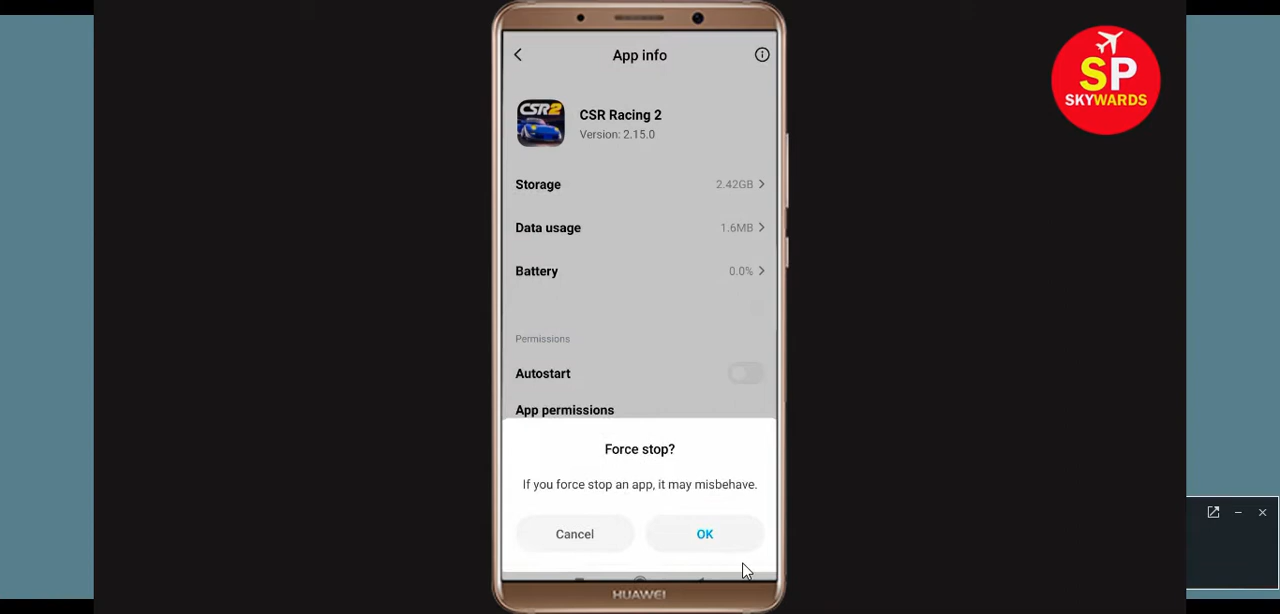 App info
SP
SKYWARDS
CSR2
CSR Racing 2
Version: 2.15.0
Storage 2.42GB
Data usage 1.6MB
Battery 0.0%
Permissions
Autostart
App permissions
Force stop?
If you force stop an app, it may misbehave.
Cancel OK
HUAWEI